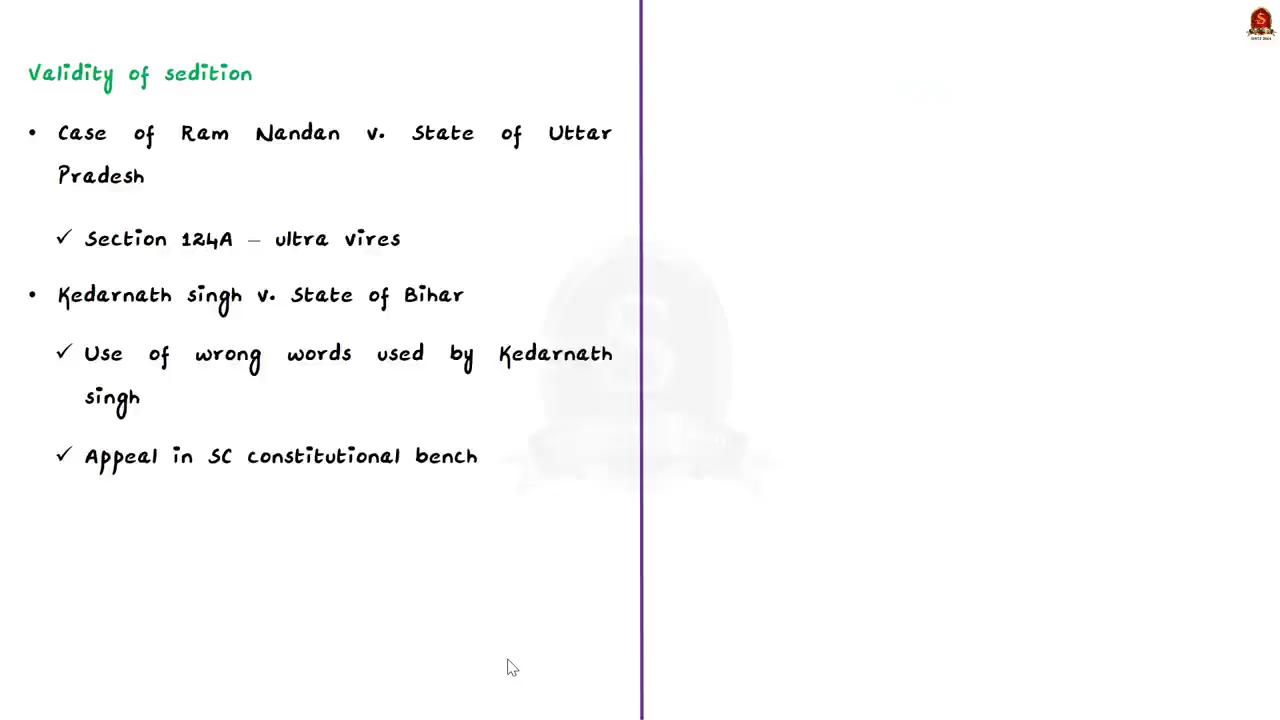 Validity of sedition
• Case of Ram Nandan v. State of Uttar
Pradesh
✓ Section 124A – ultra vires
• Kedarnath singh v. State of Bihar
✓ Use of wrong words used by Kedarnath
singh
✓ Appeal in SC constitutional bench